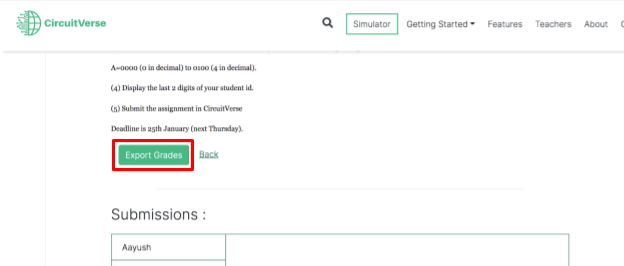 CircuitVerse
Simulator
Getting Started
Features
Teachers
About
A=0000 (0 in decimal) to 0100 (4 in decimal).
(4) Display the last 2 digits of your student id.
(5) Submit the assignment in CircuitVerse
Deadline is 25th January (next Thursday).
Export Grades
Back
Submissions :
Aayush